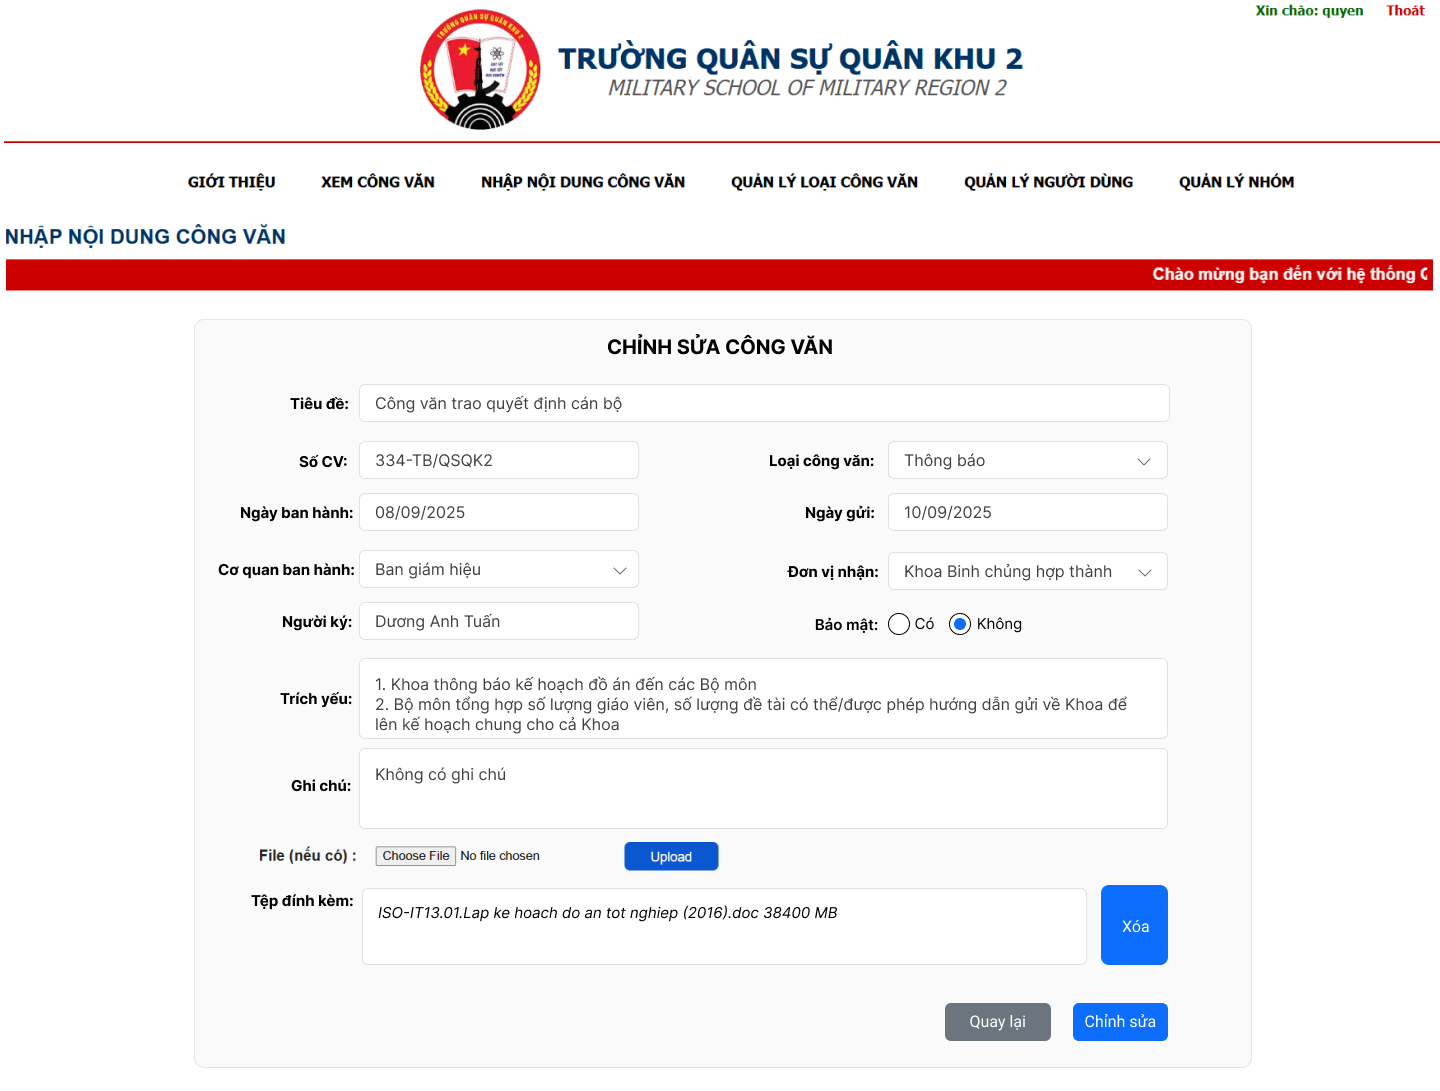 Xin chào: quyen Thoát
TRƯỜNG QUÂN SỰ QUÂN KHU 2
TRƯỜNG QUÂN SỰ QUÂN KHU 2
MILITARY SCHOOL OF MILITARY REGION 2
GIỚI THIỆU XEM CÔNG VĂN NHẬP NỘI DUNG CÔNG VĂN QUẢN LÝ LOẠI CÔNG VĂN QUẢN LÝ NGƯỜI DÙNG QUẢN LÝ NHÓM
NHẬP NỘI DUNG CÔNG VĂN
Chào mừng bạn đến với hệ thống
CHỈNH SỬA CÔNG VĂN
Tiêu đề: Công văn trao quyết định cán bộ
Số CV: 334-TB/QSQK2 Loại công văn: Thông báo
Ngày ban hành: 08/09/2025 Ngày gửi: 10/09/2025
Cơ quan ban hành: Ban giám hiệu Đơn vị nhận: Khoa Binh chủng hợp thành
Người ký: Dương Anh Tuấn Bảo mật: Có Không
Trích yếu: 1. Khoa thông báo kế hoạch đồ án đến các Bộ môn
2. Bộ môn tổng hợp số lượng giáo viên, số lượng đề tài có thể/được phép hướng dẫn gửi về Khoa để
lên kế hoạch chung cho cả Khoa
Ghi chú: Không có ghi chú
File (nếu có) : Choose File No file chosen Upload
Tệp đính kèm: ISO-IT13.01.Lap ke hoach do an tot nghiep (2016).doc 38400 MB Xóa
Quay lại Chỉnh sửa